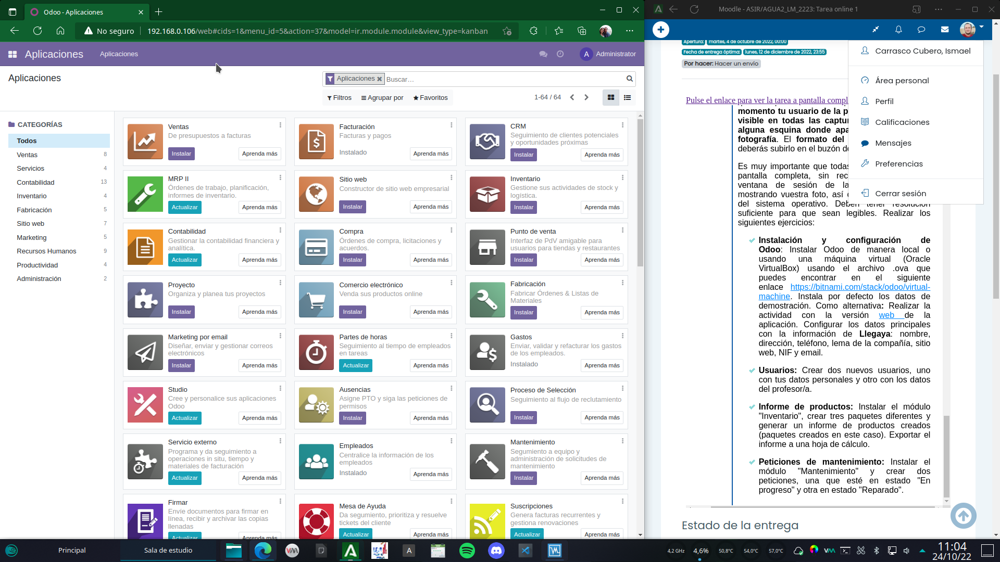 Odoo - Aplicaciones
Moodle - ASIR/AGUA2_LM_2223: Tarea online 1
No seguro
192.168.0.106/web#cids=1&menu_id=5&action=37&model=ir.module.module&view_type=kanban
Aplicaciones
Aplicaciones
A Administrator
Aplicaciones
Aplicaciones
Buscar...
Filtros
Agrupar por
Favoritos
1-64 / 64
CATEGORÍAS
Todos
Ventas 8
Servicios 4
Contabilidad 13
Inventario 4
Fabricación 5
Sitio web 7
Marketing 5
Recursos Humanos 9
Productividad 4
Administración 2
Ventas
De presupuestos a facturas
Instalar
Aprenda más
Facturación
Facturas y pagos
Instalado
Aprenda más
CRM
Seguimiento de clientes potenciales
y oportunidades próximas
Instalar
Aprenda más
MRP II
Órdenes de trabajo, planificación,
informes de inventario.
Actualizar
Aprenda más
Sitio web
Constructor de sitio web empresarial
Instalar
Aprenda más
Inventario
Gestione sus actividades de stock y
logística.
Instalar
Aprenda más
Contabilidad
Gestionar la contabilidad financiera y
analítica.
Actualizar
Aprenda más
Compra
Órdenes de compra, licitaciones y
acuerdos.
Instalar
Aprenda más
Punto de venta
Interfaz de PdV amigable para
usuarios para tiendas y restaurantes
Instalar
Aprenda más
Proyecto
Organiza y planea tus proyectos
Instalar
Aprenda más
Comercio electrónico
Venda sus productos online
Instalar
Aprenda más
Fabricación
Fabricar Órdenes & Listas de
Materiales
Instalar
Aprenda más
Marketing por email
Diseñar, enviar y gestionar correos
electrónicos
Instalar
Aprenda más
Partes de horas
Seguimiento al tiempo de empleados
en tareas
Actualizar
Aprenda más
Gastos
Enviar, validar y refacturar los gastos
de los empleados.
Instalado
Aprenda más
Studio
Cree y personalice sus aplicaciones
Odoo
Actualizar
Aprenda más
Ausencias
Asigne PTO y siga las peticiones de
permisos
Instalar
Aprenda más
Proceso de Selección
Seguimiento al flujo de reclutamiento
Instalar
Aprenda más
Servicio externo
Programa y da seguimiento a
operaciones in situ, tiempo y
materiales de facturación
Actualizar
Aprenda más
Empleados
Centralice la información de los
empleados
Instalado
Aprenda más
Mantenimiento
Segumiento a equipo y
administración de solicitudes de
mantenimiento
Instalar
Aprenda más
Firmar
Envíe documentos para firmar en
línea, recibir y archivar las copias
llenadas
Actualizar
Aprenda más
Mesa de Ayuda
Da segumiento, prioritiza y resuelve
tickets del cliente
Actualizar
Aprenda más
Suscripciones
Genera facturas recurrentes y
gestiona renovaciones
Actualizar
Aprenda más
Apertura: martes, 4 de octubre de 2022, 00:00
Fecha de entrega óptima: lunes, 12 de diciembre de 2022, 23:55
Por hacer: Hacer un envío
Carrasco Cubero, Ismael
Área personal
Perfil
Calificaciones
Mensajes
Preferencias
Cerrar sesión
Pulse el enlace para ver la tarea a pantalla compl
momento tu usuario de la p
visible en todas las captur
alguna esquina donde apa
fotografía. El formato del
deberás subirlo en el buzón de
Es muy importante que todas
pantalla completa, sin rec
ventana de sesión de la
mostrando vuestra foto, así
del sistema operativo. Deben tener resolución
suficiente para que sean legibles. Realizar los
siguientes ejercicios:
Instalación y configuración de
Odoo: Instalar Odoo de manera local o
usando una máquina virtual (Oracle
VirtualBox) usando el archivo .ova que
puedes encontrar en el siguiente
enlace https://bitnami.com/stack/odoo/virtual-
machine. Instala por defecto los datos de
demostración. Como alternativa: Realizar la
actividad con la versión web de la
aplicación. Configurar los datos principales
con la información de Llegaya: nombre,
dirección, teléfono, lema de la compañía, sitio
web, NIF y email.
Usuarios: Crear dos nuevos usuarios, uno
con tus datos personales y otro con los datos
del profesor/a.
Informe de productos: Instalar el módulo
"Inventario", crear tres paquetes diferentes y
generar un informe de productos creados
(paquetes creados en este caso). Exportar el
informe a una hoja de cálculo.
Peticiones de mantenimiento: Instalar el
módulo "Mantenimiento" y crear dos
peticiones, una que esté en estado "En
progreso" y otra en estado "Reparado".
Estado de la entrega
Principal
Sala de estudio
4,2 GHz
4,6%
50,8°C
54,0°C
57,0°C
11:04
24/10/22